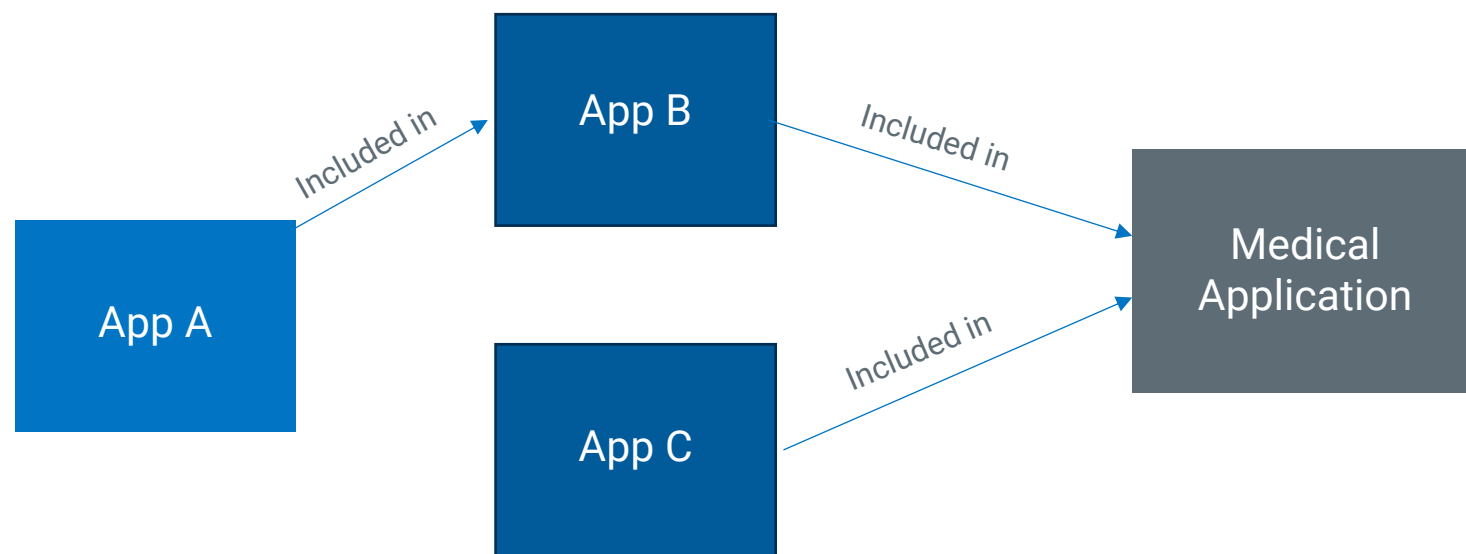 App B
Included in
Included in
Medical
Application
App A
Included in
App C